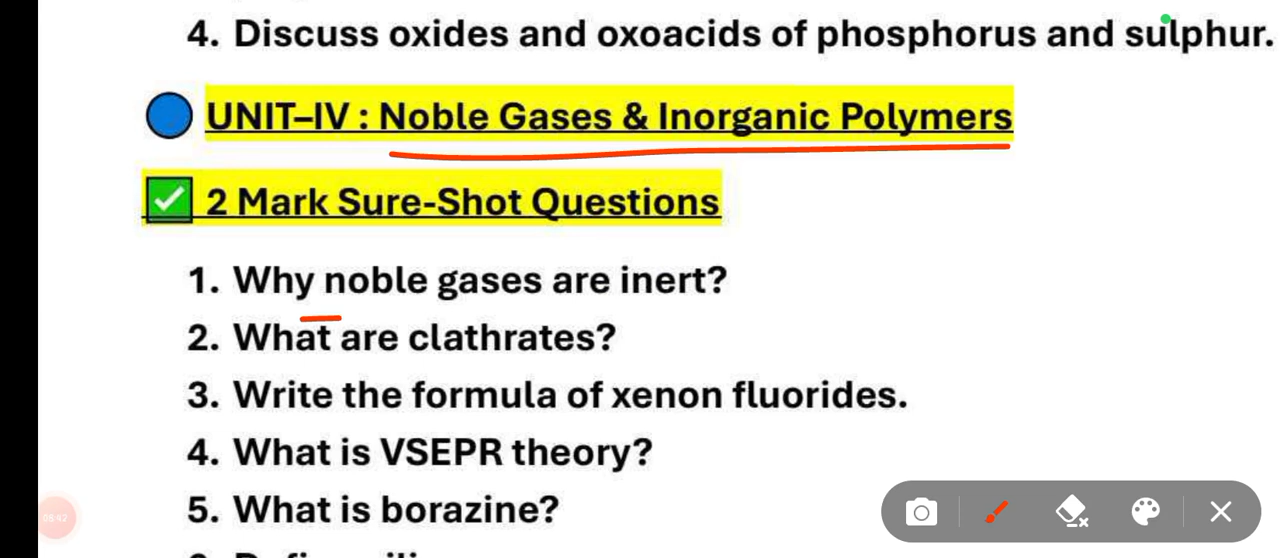 4. Discuss oxides and oxoacids of phosphorus and sulphur.
UNIT–IV : Noble Gases & Inorganic Polymers
2 Mark Sure-Shot Questions
1. Why noble gases are inert?
2. What are clathrates?
3. Write the formula of xenon fluorides.
4. What is VSEPR theory?
5. What is borazine?
05:42